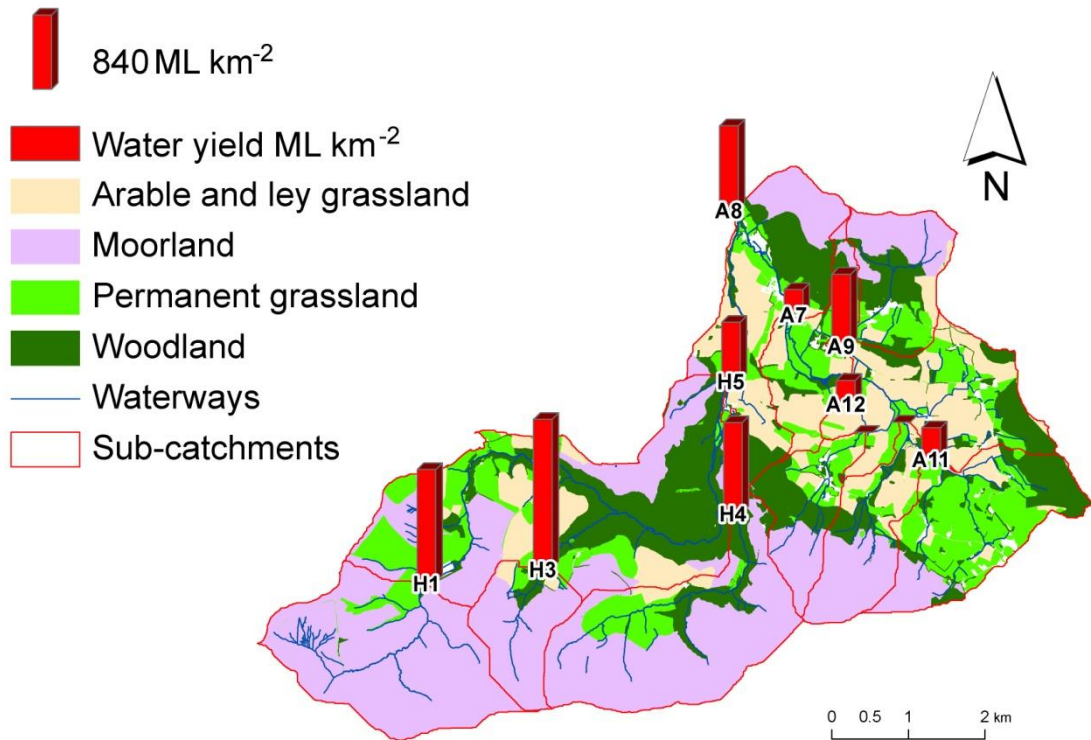 840 ML km⁻²
Water yield ML km⁻²
Arable and ley grassland
Moorland
Permanent grassland
Woodland
Waterways
Sub-catchments
N
A8
A7
A9
H5
A12
A11
H4
H3
H1
0 0.5 1 2 km